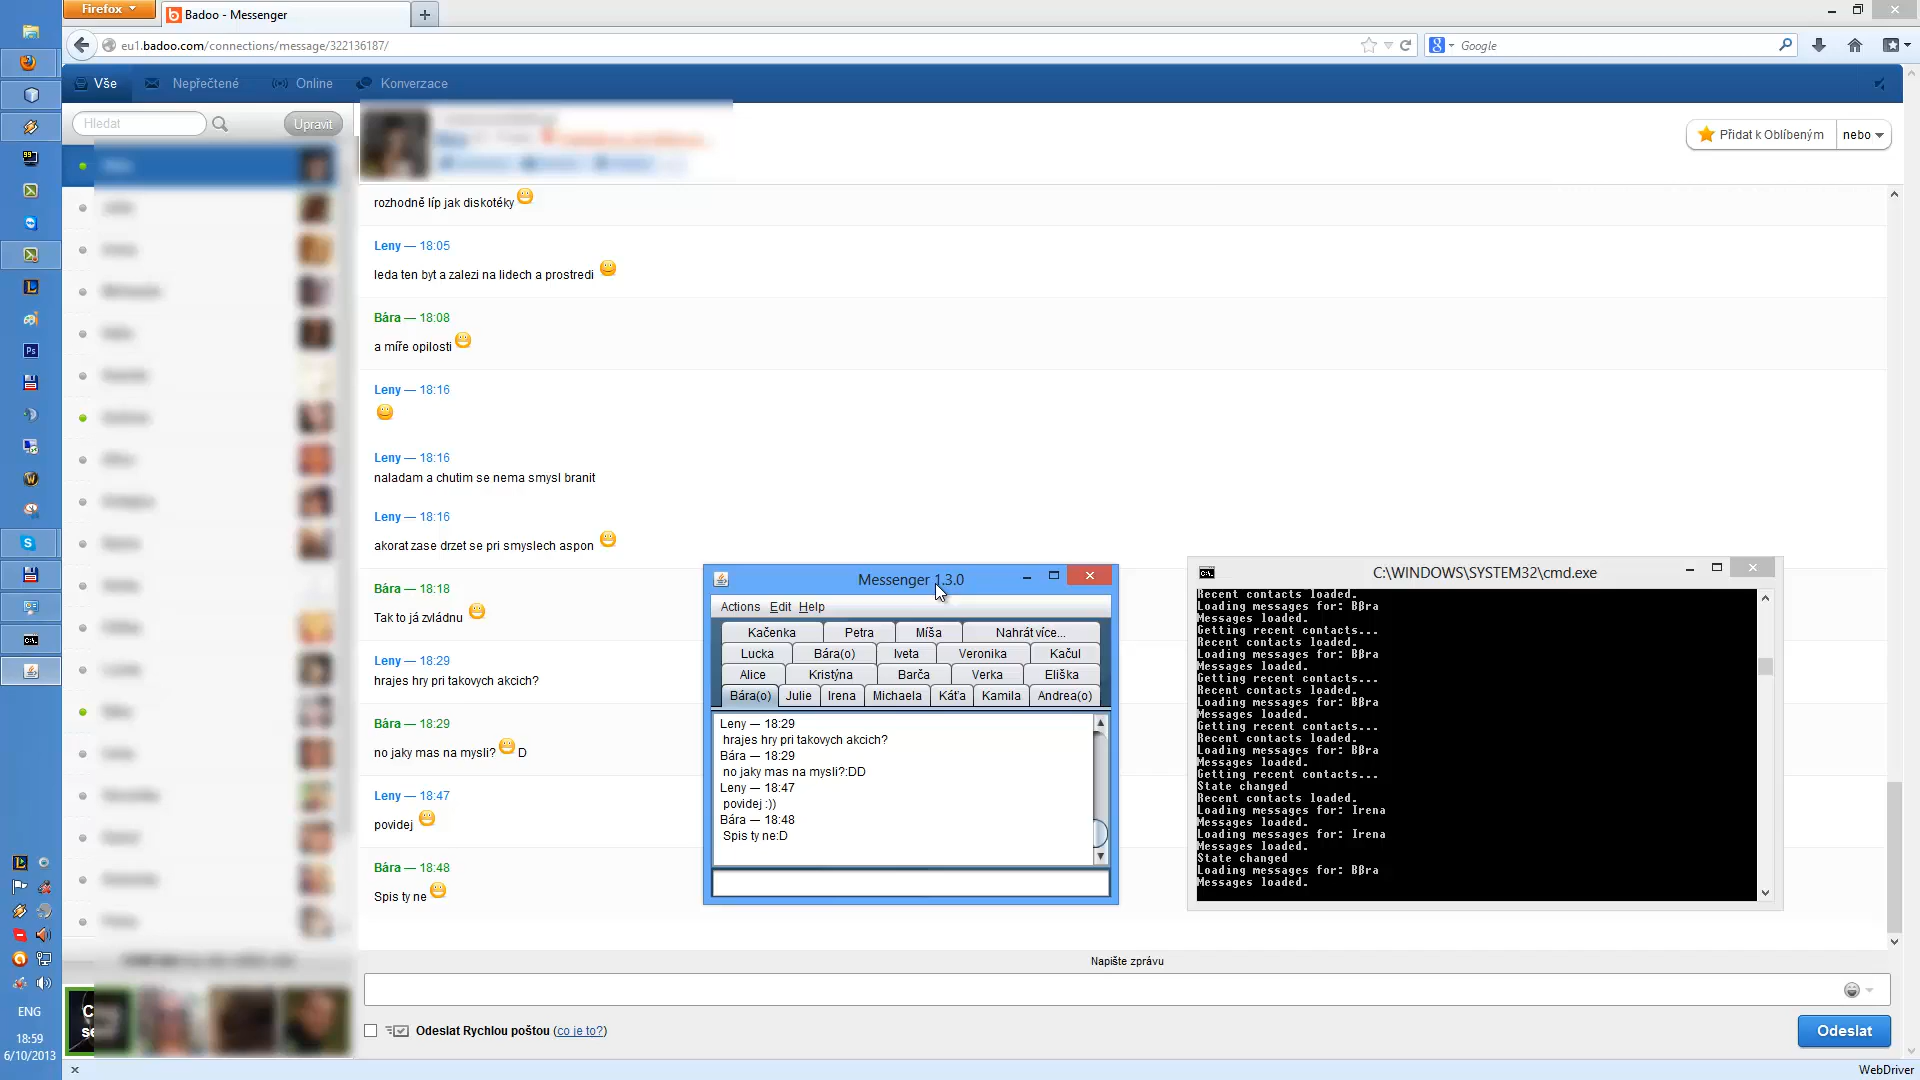 Firefox
Badoo - Messenger
eu1.badoo.com/connections/message/322136187/
Google
Vše
Nepřečtené
Online
Konverzace
Hledat
Upravit
Přidat k Oblíbeným
nebo
rozhodně líp jak diskotéky
Leny — 18:05
leda ten byt a zalezi na lidech a prostredi
Bára — 18:08
a míře opilosti
Leny — 18:16
Leny — 18:16
naladam a chutim se nema smysl branit
Leny — 18:16
akorat zase drzet se pri smyslech aspon
Bára — 18:18
Tak to já zvládnu
Leny — 18:29
hrajes hry pri takovych akcich?
Bára — 18:29
no jaky mas na mysli? D
Leny — 18:47
povidej
Bára — 18:48
Spis ty ne
Messenger 1.3.0
Actions Edit Help
Kačenka Petra Míša Nahrát více...
Lucka Bára(o) Iveta Veronika Kačul
Alice Kristýna Barča Verka Eliška
Bára(o) Julie Irena Michaela Káťa Kamila Andrea(o)
Leny — 18:29
hrajes hry pri takovych akcich?
Bára — 18:29
no jaky mas na mysli?:DD
Leny — 18:47
povidej :))
Bára — 18:48
Spis ty ne:D
C:\WINDOWS\SYSTEM32\cmd.exe
Recent contacts loaded.
Loading messages for: Bßra
Messages loaded.
Getting recent contacts...
Recent contacts loaded.
Loading messages for: Bßra
Messages loaded.
Getting recent contacts...
Recent contacts loaded.
Loading messages for: Bßra
Messages loaded.
Getting recent contacts...
Recent contacts loaded.
Loading messages for: Bßra
Messages loaded.
Getting recent contacts...
State changed
Recent contacts loaded.
Loading messages for: Irena
Messages loaded.
Loading messages for: Irena
Messages loaded.
State changed
Loading messages for: Bßra
Messages loaded.
Napište zprávu
Odeslat Rychlou poštou (co je to?)
Odeslat
Ps
ENG
18:59
6/10/2013
WebDriver